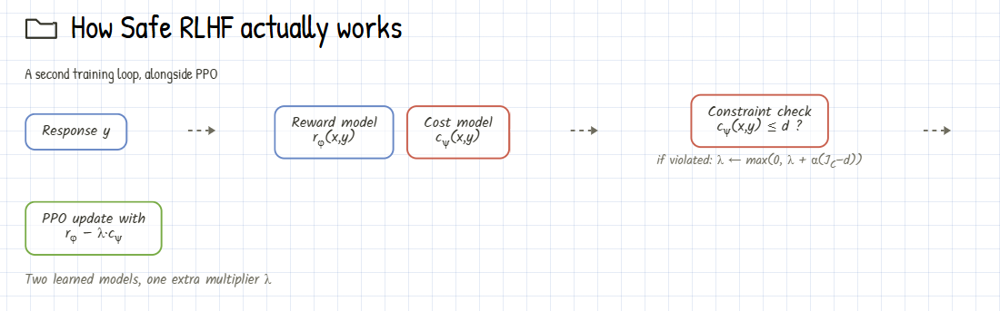 How Safe RLHF actually works
A second training loop, alongside PPO
Response y
Reward model
r_φ(x,y)
Cost model
c_ψ(x,y)
Constraint check
c_ψ(x,y) ≤ d ?
if violated: λ ← max(0, λ + α(J_C−d))
PPO update with
r_φ − λ·c_ψ
Two learned models, one extra multiplier λ